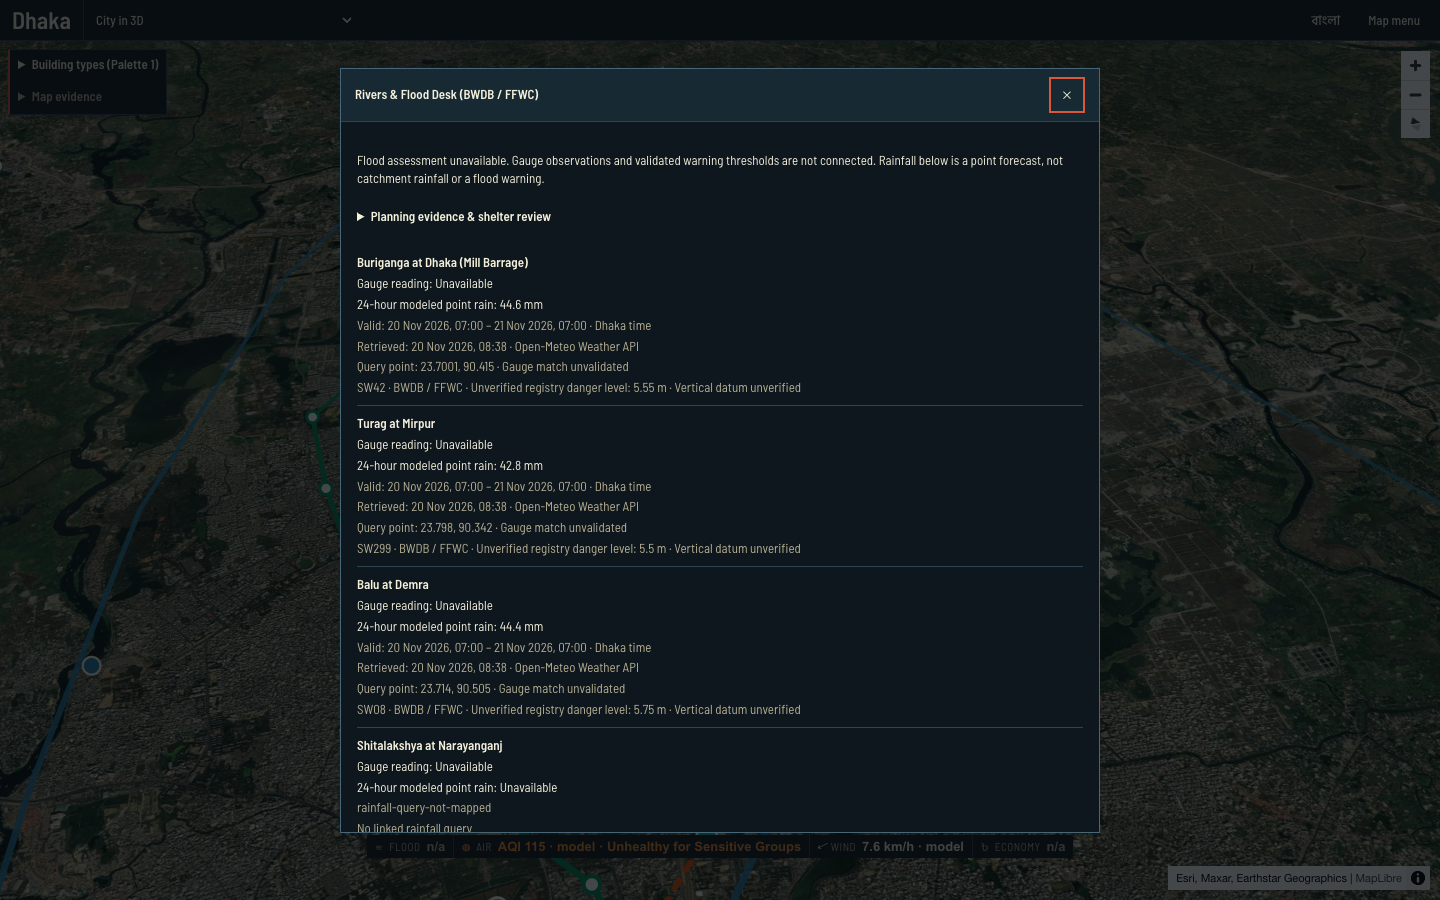 Dhaka
City in 3D
বাংলা
Map menu
Building types (Palette 1)
Map evidence
Rivers & Flood Desk (BWDB / FFWC)
Flood assessment unavailable. Gauge observations and validated warning thresholds are not connected. Rainfall below is a point forecast, not
catchment rainfall or a flood warning.
Planning evidence & shelter review
Buriganga at Dhaka (Mill Barrage)
Gauge reading: Unavailable
24-hour modeled point rain: 44.6 mm
Valid: 20 Nov 2026, 07:00 – 21 Nov 2026, 07:00 · Dhaka time
Retrieved: 20 Nov 2026, 08:38 · Open-Meteo Weather API
Query point: 23.7001, 90.415 · Gauge match unvalidated
SW42 · BWDB / FFWC · Unverified registry danger level: 5.55 m · Vertical datum unverified
Turag at Mirpur
Gauge reading: Unavailable
24-hour modeled point rain: 42.8 mm
Valid: 20 Nov 2026, 07:00 – 21 Nov 2026, 07:00 · Dhaka time
Retrieved: 20 Nov 2026, 08:38 · Open-Meteo Weather API
Query point: 23.798, 90.342 · Gauge match unvalidated
SW299 · BWDB / FFWC · Unverified registry danger level: 5.5 m · Vertical datum unverified
Balu at Demra
Gauge reading: Unavailable
24-hour modeled point rain: 44.4 mm
Valid: 20 Nov 2026, 07:00 – 21 Nov 2026, 07:00 · Dhaka time
Retrieved: 20 Nov 2026, 08:38 · Open-Meteo Weather API
Query point: 23.714, 90.505 · Gauge match unvalidated
SW08 · BWDB / FFWC · Unverified registry danger level: 5.75 m · Vertical datum unverified
Shitalakshya at Narayanganj
Gauge reading: Unavailable
24-hour modeled point rain: Unavailable
rainfall-query-not-mapped
No linked rainfall query
FLOOD n/a AIR AQI 115 · model · Unhealthy for Sensitive Groups WIND 7.6 km/h · model ECONOMY n/a
Esri, Maxar, Earthstar Geographics | MapLibre